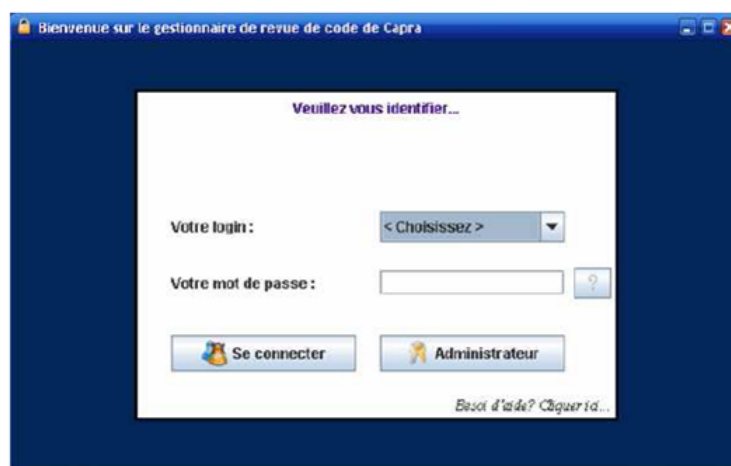 Bienvenue sur le gestionnaire de revue de code de Capra
Veuillez vous identifier...
Votre login :
< Choisissez >
Votre mot de passe :
?
Se connecter
Administrateur
Besoi d'aide? Cliquer ici...